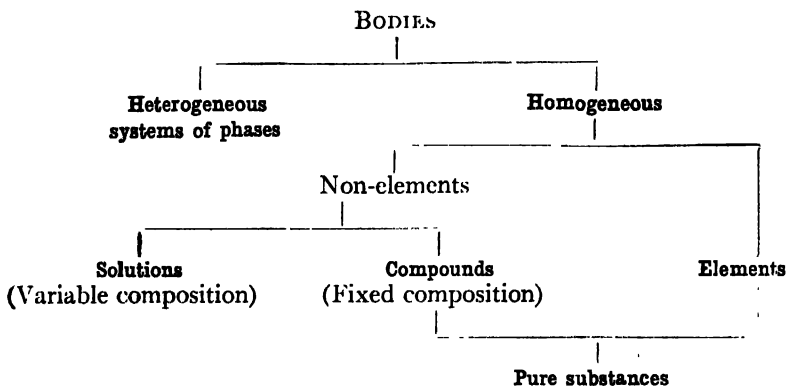 BODIES
Heterogeneous
systems of phases
Homogeneous
Non-elements
Solutions
(Variable composition)
Compounds
(Fixed composition)
Elements
Pure substances